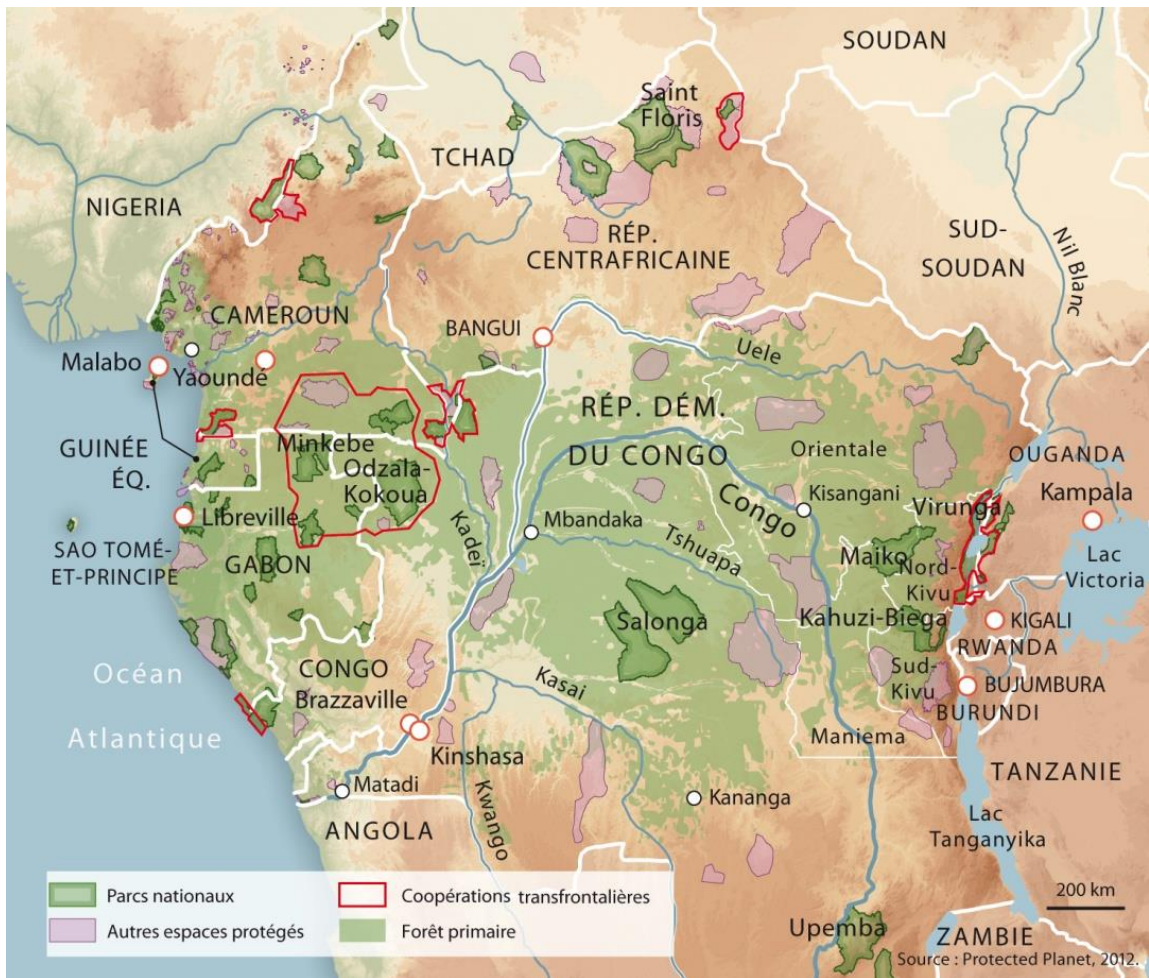 SOUDAN
Saint
Floris
TCHAD
NIGERIA
RÉP.
CENTRAFRICAINE
SUD-
SOUDAN
Nil Blanc
CAMEROUN
BANGUI
Malabo
Yaoundé
Uele
RÉP. DÉM.
DU CONGO
Minkebe
Odzala-
Kokoua
GUINÉE
ÉQ.
Orientale
OUGANDA
Kampala
Congo
Kisangani
Virunga
Libreville
Mbandaka
Kadeï
Tshuapa
SAO TOMÉ-
ET-PRINCIPE
GABON
Maiko
Nord-
Kivu
Lac
Victoria
Salonga
Kahuzi-Biega
KIGALI
RWANDA
CONGO
Brazzaville
Kasai
Sud-
Kivu
BUJUMBURA
BURUNDI
Océan
Atlantique
Kinshasa
Maniema
TANZANIE
Matadi
Kwango
Kananga
ANGOLA
Lac
Tanganyika
Parcs nationaux
Coopérations transfrontalières
Autres espaces protégés
Forêt primaire
200 km
Upemba
ZAMBIE
Source : Protected Planet, 2012.